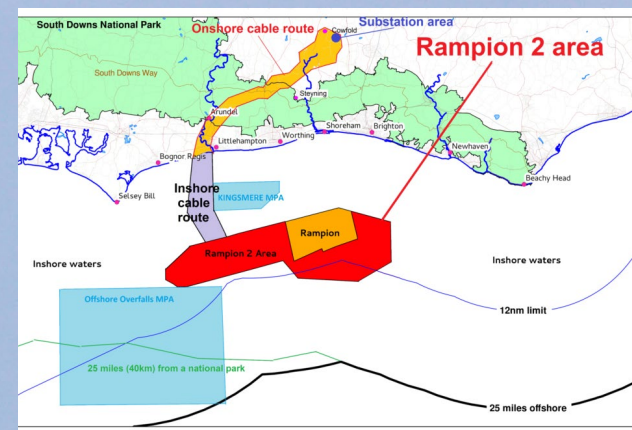 South Downs National Park
Onshore cable route
Substation area
Cowfold
Rampion 2 area
South Downs Way
Steyning
Arundel
Littlehampton
Worthing
Shoreham
Brighton
Newhaven
Bognor Regis
Selsey Bill
Beachy Head
Inshore
cable
route
KINGSMERE MPA
Rampion
Rampion 2 Area
Inshore waters
Inshore waters
Offshore Overfalls MPA
12nm limit
25 miles (40km) from a national park
25 miles offshore